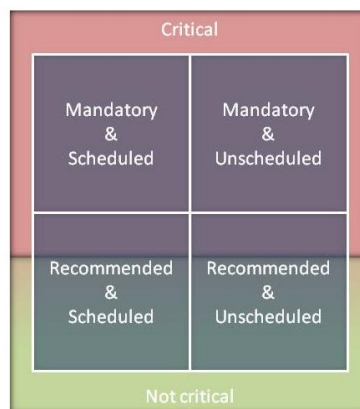 Critical
Mandatory
&
Scheduled
Mandatory
&
Unscheduled
Recommended
&
Scheduled
Recommended
&
Unscheduled
Not critical